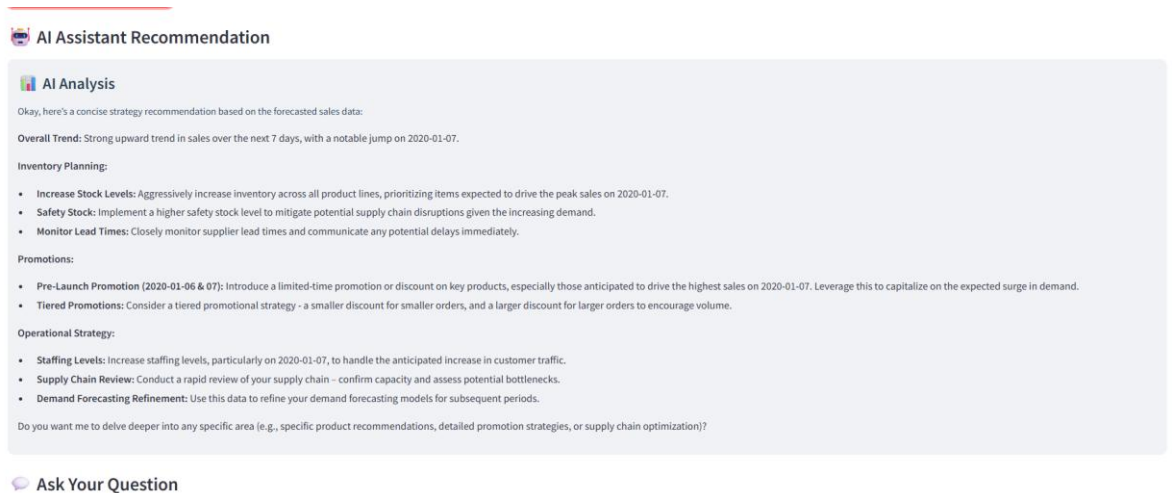 AI Assistant Recommendation
AI Analysis
Okay, here's a concise strategy recommendation based on the forecasted sales data:
Overall Trend: Strong upward trend in sales over the next 7 days, with a notable jump on 2020-01-07.
Inventory Planning:
• Increase Stock Levels: Aggressively increase inventory across all product lines, prioritizing items expected to drive the peak sales on 2020-01-07.
• Safety Stock: Implement a higher safety stock level to mitigate potential supply chain disruptions given the increasing demand.
• Monitor Lead Times: Closely monitor supplier lead times and communicate any potential delays immediately.
Promotions:
• Pre-Launch Promotion (2020-01-06 & 07): Introduce a limited-time promotion or discount on key products, especially those anticipated to drive the highest sales on 2020-01-07. Leverage this to capitalize on the expected surge in demand.
• Tiered Promotions: Consider a tiered promotional strategy - a smaller discount for smaller orders, and a larger discount for larger orders to encourage volume.
Operational Strategy:
• Staffing Levels: Increase staffing levels, particularly on 2020-01-07, to handle the anticipated increase in customer traffic.
• Supply Chain Review: Conduct a rapid review of your supply chain – confirm capacity and assess potential bottlenecks.
• Demand Forecasting Refinement: Use this data to refine your demand forecasting models for subsequent periods.
Do you want me to delve deeper into any specific area (e.g., specific product recommendations, detailed promotion strategies, or supply chain optimization)?
Ask Your Question